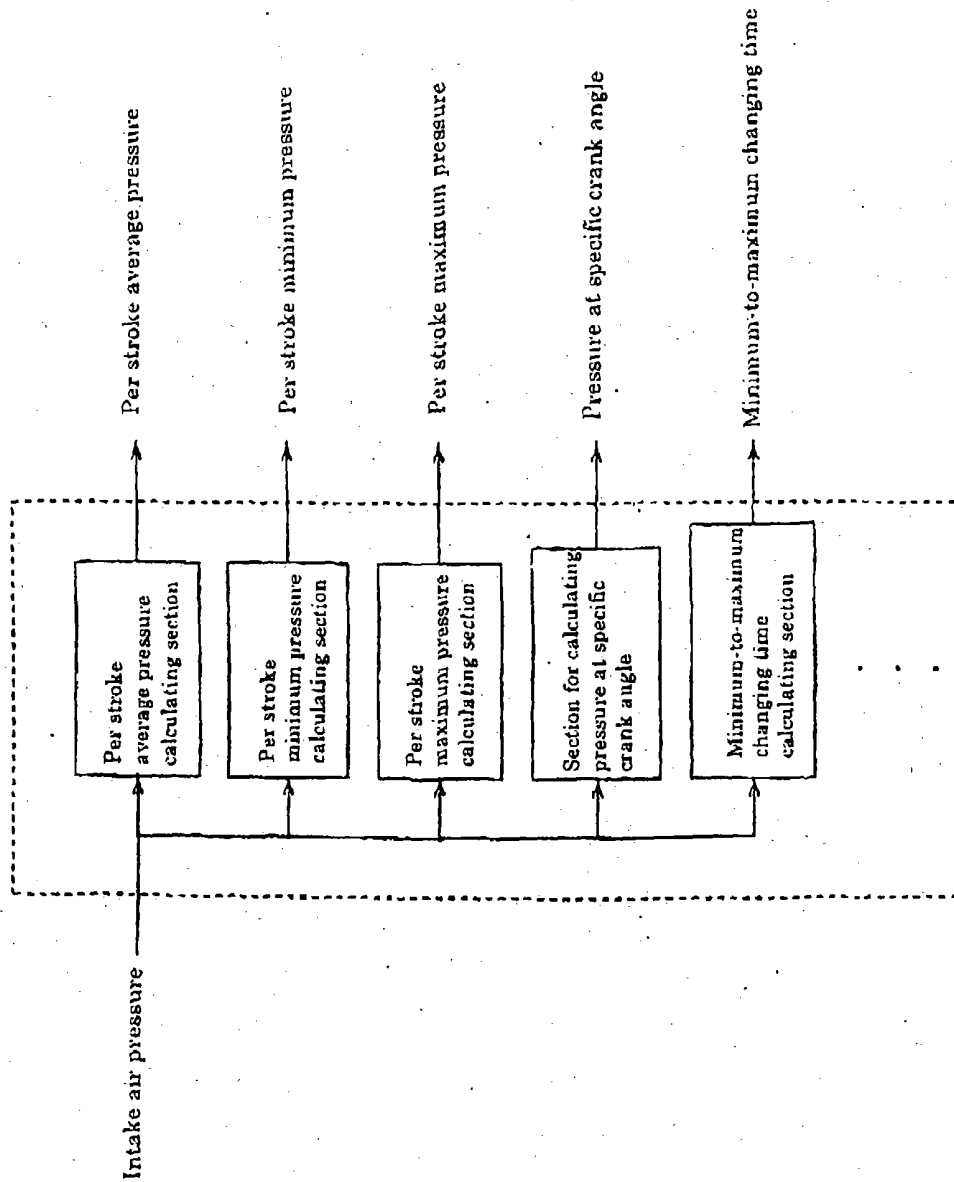 Intake air pressure
Per stroke
average pressure
calculating section
Per stroke average pressure
Per stroke
minimum pressure
calculating section
Per stroke minimum pressure
Per stroke
maximum pressure
calculating section
Per stroke maximum pressure
Section for calculating
pressure at specific
crank angle
Pressure at specific crank angle
Minimum-to-maximum
changing time
calculating section
Minimum-to-maximum changing time